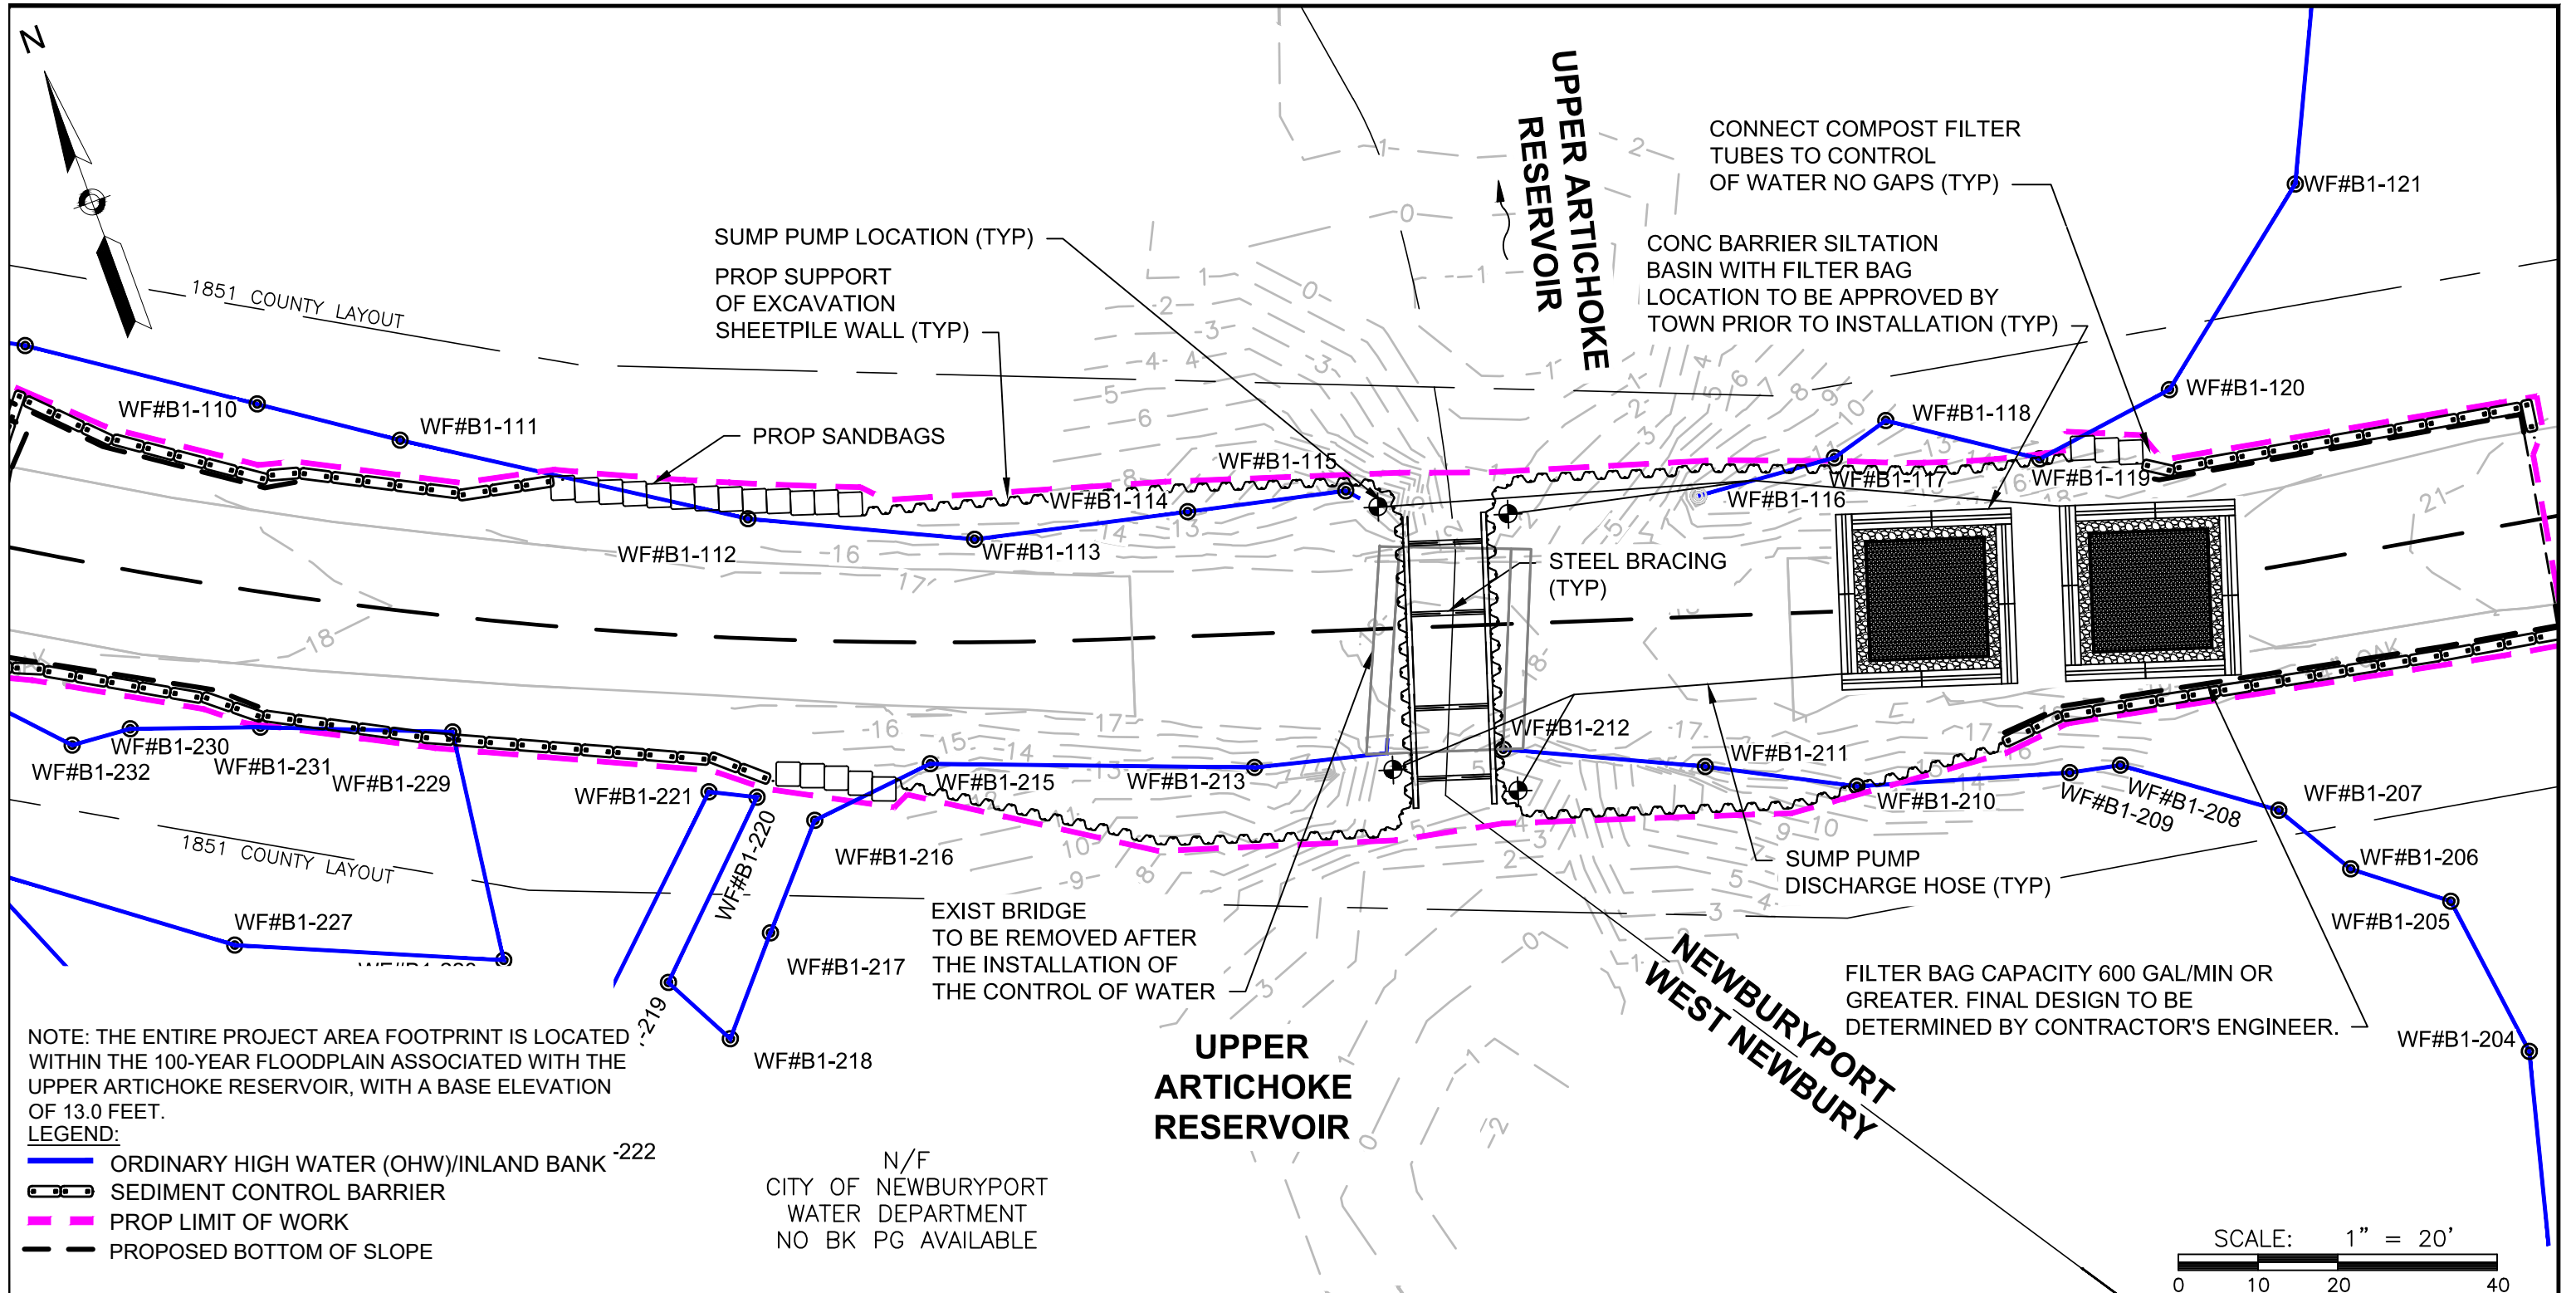 N
1851 COUNTY LAYOUT
SUMP PUMP LOCATION (TYP)
PROP SUPPORT
OF EXCAVATION
SHEETPILE WALL (TYP)
PROP SANDBAGS
UPPER ARTICHOKE
RESERVOIR
CONNECT COMPOST FILTER
TUBES TO CONTROL
OF WATER NO GAPS (TYP)
CONC BARRIER SILTATION
BASIN WITH FILTER BAG
LOCATION TO BE APPROVED BY
TOWN PRIOR TO INSTALLATION (TYP)
WF#B1-121
WF#B1-120
WF#B1-118
WF#B1-110
WF#B1-111
WF#B1-115
WF#B1-114
WF#B1-116
WF#B1-117
WF#B1-119
WF#B1-112
WF#B1-113
STEEL BRACING
(TYP)
WF#B1-212
WF#B1-211
WF#B1-230
WF#B1-232
WF#B1-231
WF#B1-229
WF#B1-221
WF#B1-220
WF#B1-215
WF#B1-213
WF#B1-210
WF#B1-209
WF#B1-208
WF#B1-207
WF#B1-206
WF#B1-205
WF#B1-204
1851 COUNTY LAYOUT
WF#B1-216
WF#B1-227
WF#B1-217
-219
WF#B1-218
SUMP PUMP
DISCHARGE HOSE (TYP)
EXIST BRIDGE
TO BE REMOVED AFTER
THE INSTALLATION OF
THE CONTROL OF WATER
NEWBURYPORT
WEST NEWBURY
FILTER BAG CAPACITY 600 GAL/MIN OR
GREATER. FINAL DESIGN TO BE
DETERMINED BY CONTRACTOR'S ENGINEER.
UPPER
ARTICHOKE
RESERVOIR
NOTE: THE ENTIRE PROJECT AREA FOOTPRINT IS LOCATED
WITHIN THE 100-YEAR FLOODPLAIN ASSOCIATED WITH THE
UPPER ARTICHOKE RESERVOIR, WITH A BASE ELEVATION
OF 13.0 FEET.
LEGEND:
ORDINARY HIGH WATER (OHW)/INLAND BANK
-222
SEDIMENT CONTROL BARRIER
PROP LIMIT OF WORK
PROPOSED BOTTOM OF SLOPE
N/F
CITY OF NEWBURYPORT
WATER DEPARTMENT
NO BK PG AVAILABLE
SCALE: 1" = 20'
0 10 20 40